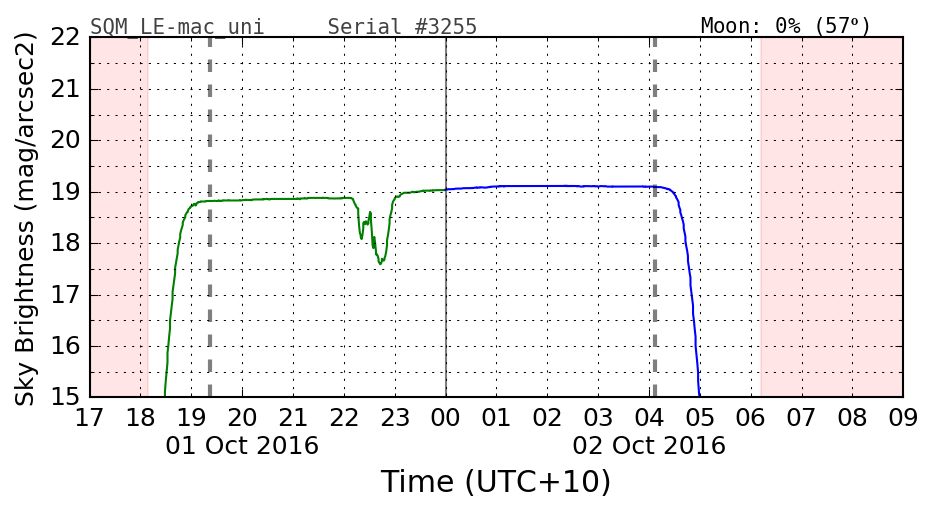 SQM_LE-mac_uni Serial #3255 Moon: 0% (57°)
Sky Brightness (mag/arcsec2)
22
21
20
19
18
17
16
15
17 18 19 20 21 22 23 00 01 02 03 04 05 06 07 08 09
01 Oct 2016 02 Oct 2016
Time (UTC+10)